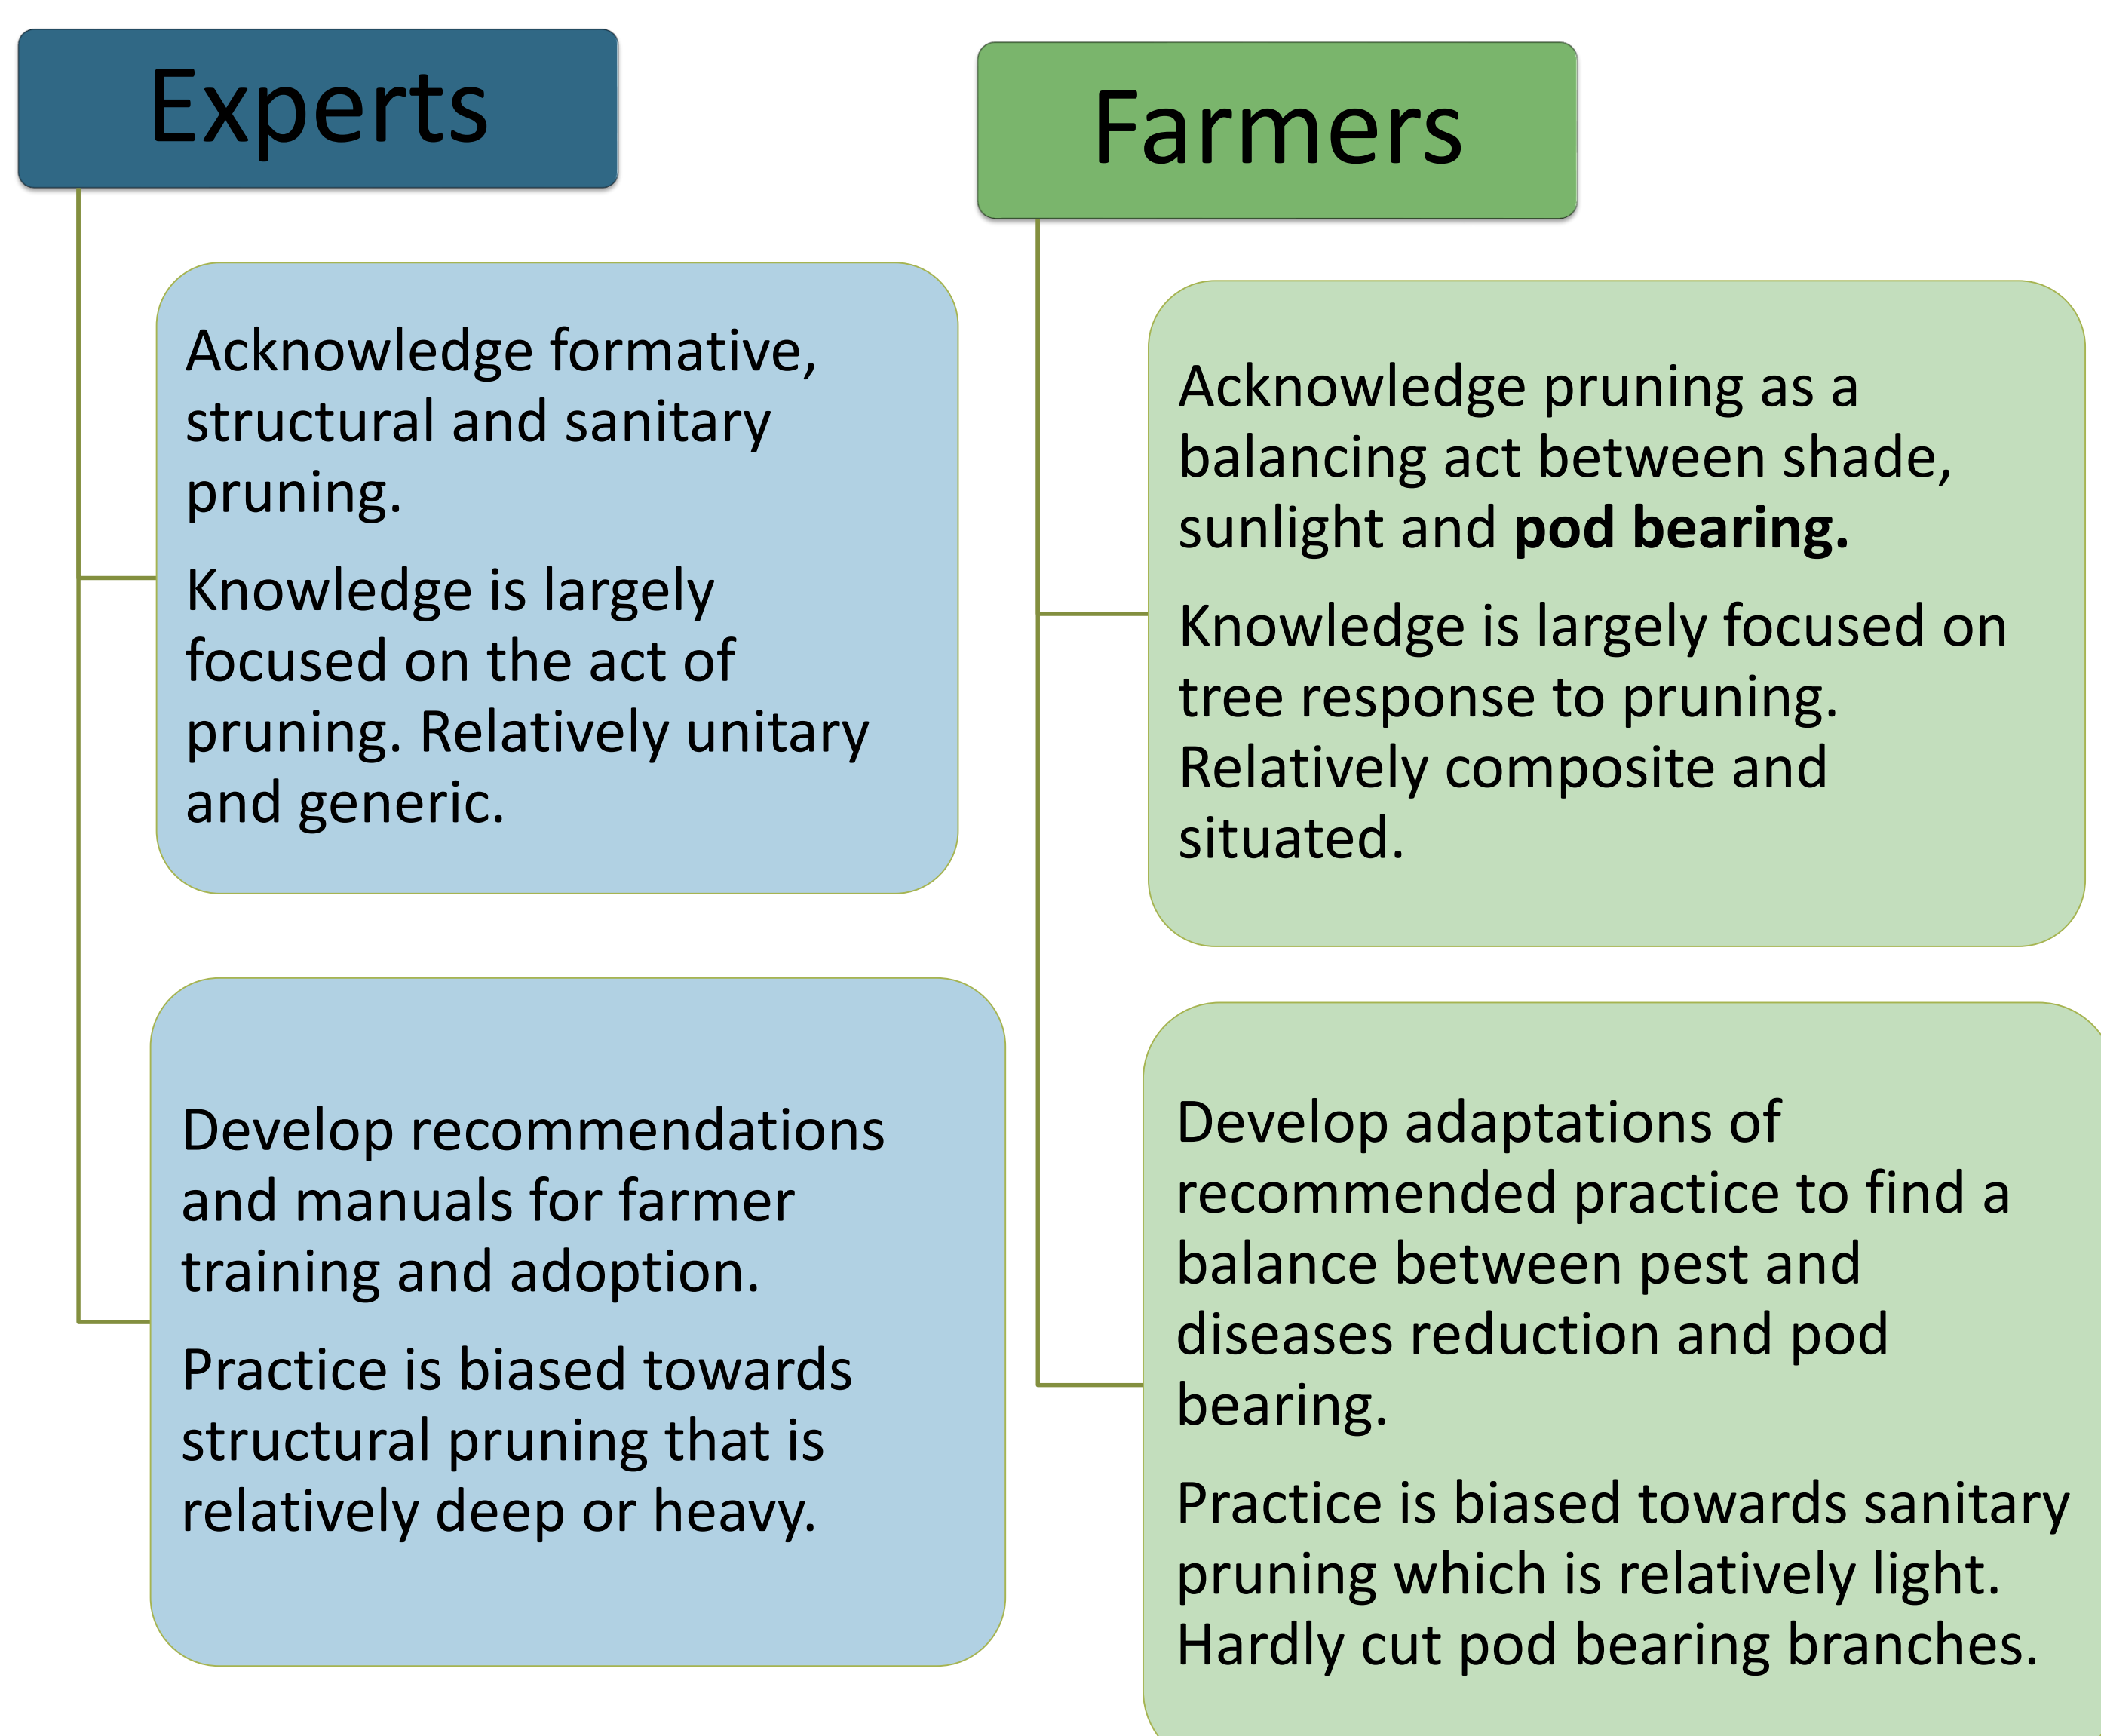 Experts
Acknowledge formative,
structural and sanitary
pruning.
Knowledge is largely
focused on the act of
pruning. Relatively unitary
and generic.
Develop recommendations
and manuals for farmer
training and adoption.
Practice is biased towards
structural pruning that is
relatively deep or heavy.
Farmers
Acknowledge pruning as a
balancing act between shade,
sunlight and pod bearing.
Knowledge is largely focused on
tree response to pruning.
Relatively composite and
situated.
Develop adaptations of
recommended practice to find a
balance between pest and
diseases reduction and pod
bearing.
Practice is biased towards sanitary
pruning which is relatively light.
Hardly cut pod bearing branches.